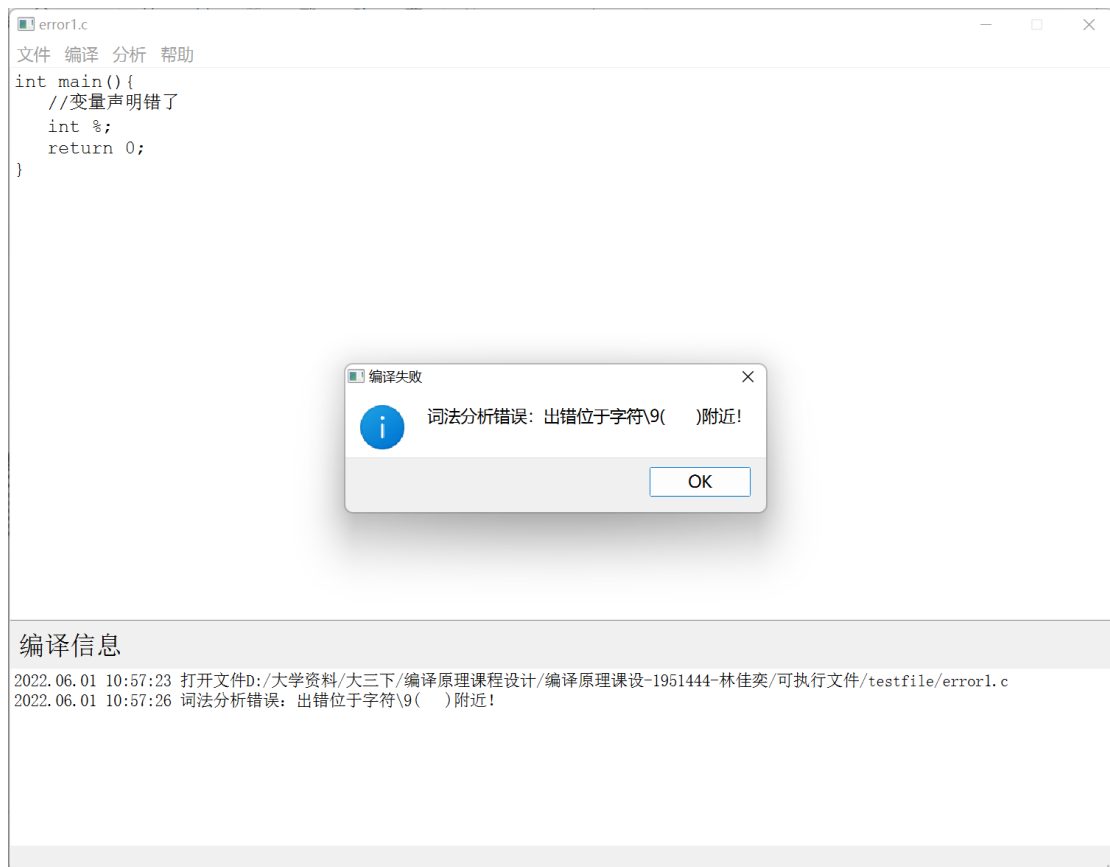 error1.c
文件 编译 分析 帮助
int main(){
//变量声明错了
int %;
return 0;
}
编译失败
词法分析错误：出错位于字符\9( )附近!
OK
编译信息
2022.06.01 10:57:23 打开文件D:/大学资料/大三下/编译原理课程设计/编译原理课设-1951444-林佳奕/可执行文件/testfile/error1.c
2022.06.01 10:57:26 词法分析错误：出错位于字符\9( )附近!